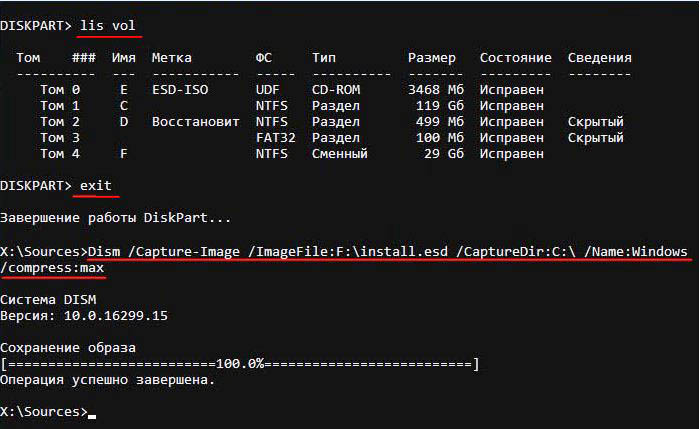 DISKPART> lis vol
Том ### Имя Метка ФС Тип Размер Состояние Сведения
---------- --- ----------- ----- ---------- ------- --------- --------
Том 0 E ESD-ISO UDF CD-ROM 3468 Мб Исправен
Том 1 C NTFS Раздел 119 Gб Исправен
Том 2 D Восстановит NTFS Раздел 499 Мб Исправен Скрытый
Том 3 FAT32 Раздел 100 Мб Исправен Скрытый
Том 4 F NTFS Сменный 29 Gб Исправен
DISKPART> exit
Завершение работы DiskPart...
X:\Sources>Dism /Capture-Image /ImageFile:F:\install.esd /CaptureDir:C:\ /Name:Windows
/compress:max
Cистема DISM
Версия: 10.0.16299.15
Сохранение образа
[==========================100.0%==========================]
Операция успешно завершена.
X:\Sources>